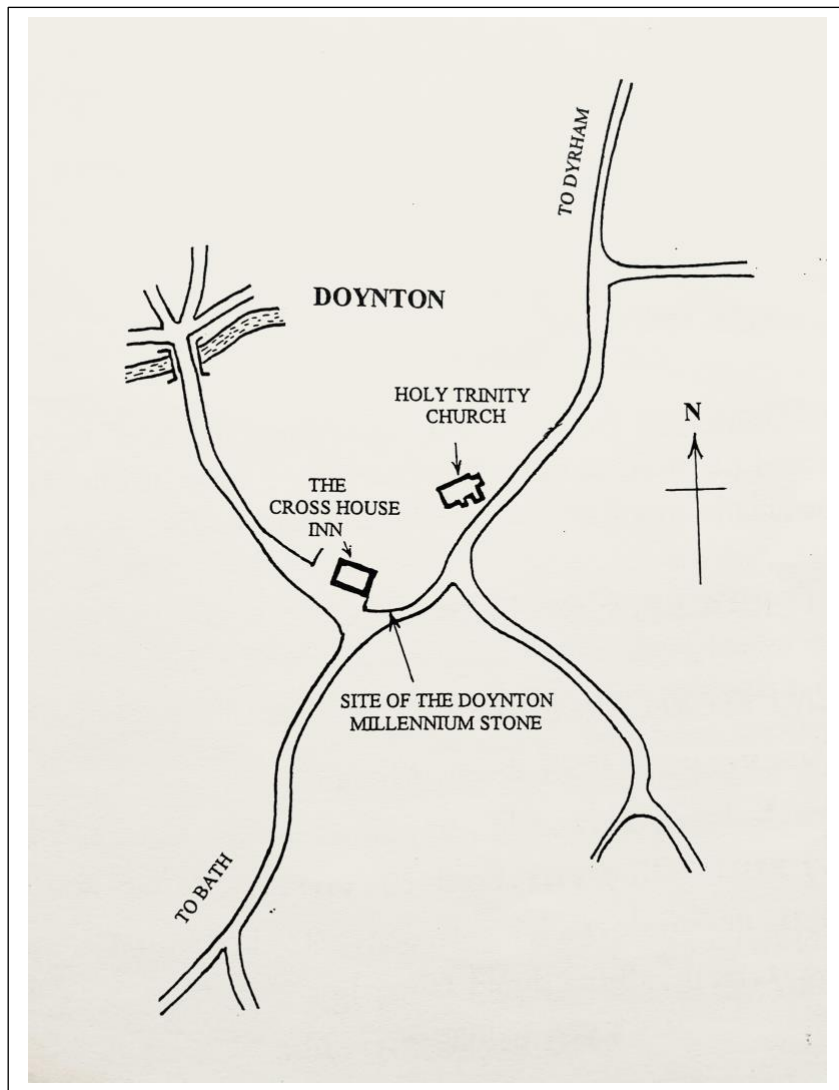 TO DYRHAM
DOYNTON
HOLY TRINITY
CHURCH
N
THE
CROSS HOUSE
INN
SITE OF THE DOYNTON
MILLENNIUM STONE
TO BATH